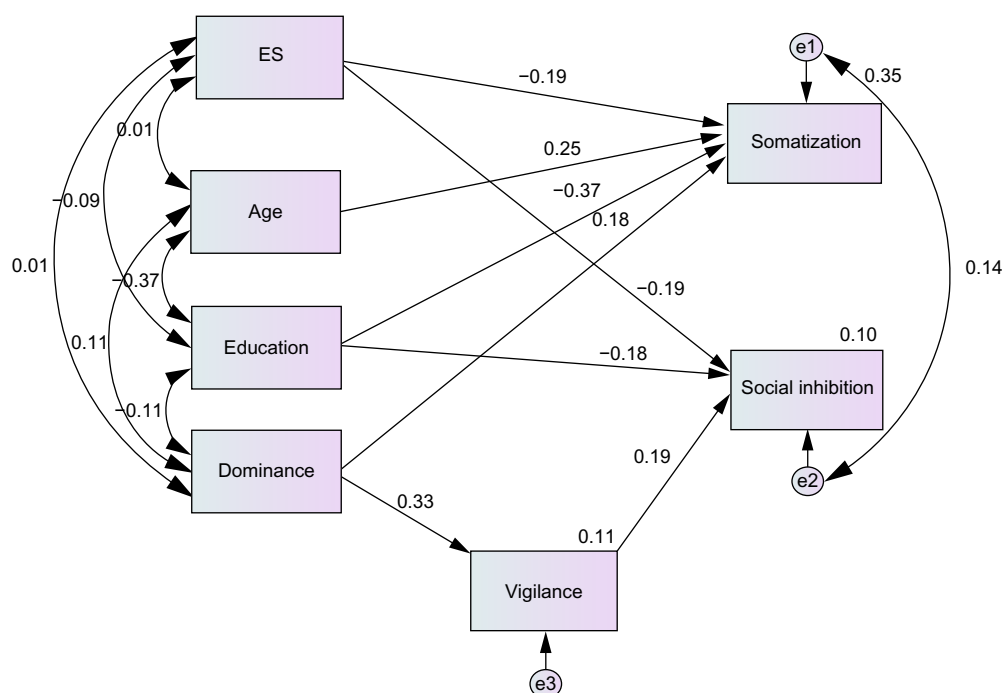 e1
ES
0.35
−0.19
0.01
Somatization
0.25
−0.37
−0.09
Age
0.18
0.01
−0.37
−0.19
0.14
0.11
Education
−0.18
0.10
Social inhibition
−0.11
Dominance
0.19
e2
0.33
0.11
Vigilance
e3